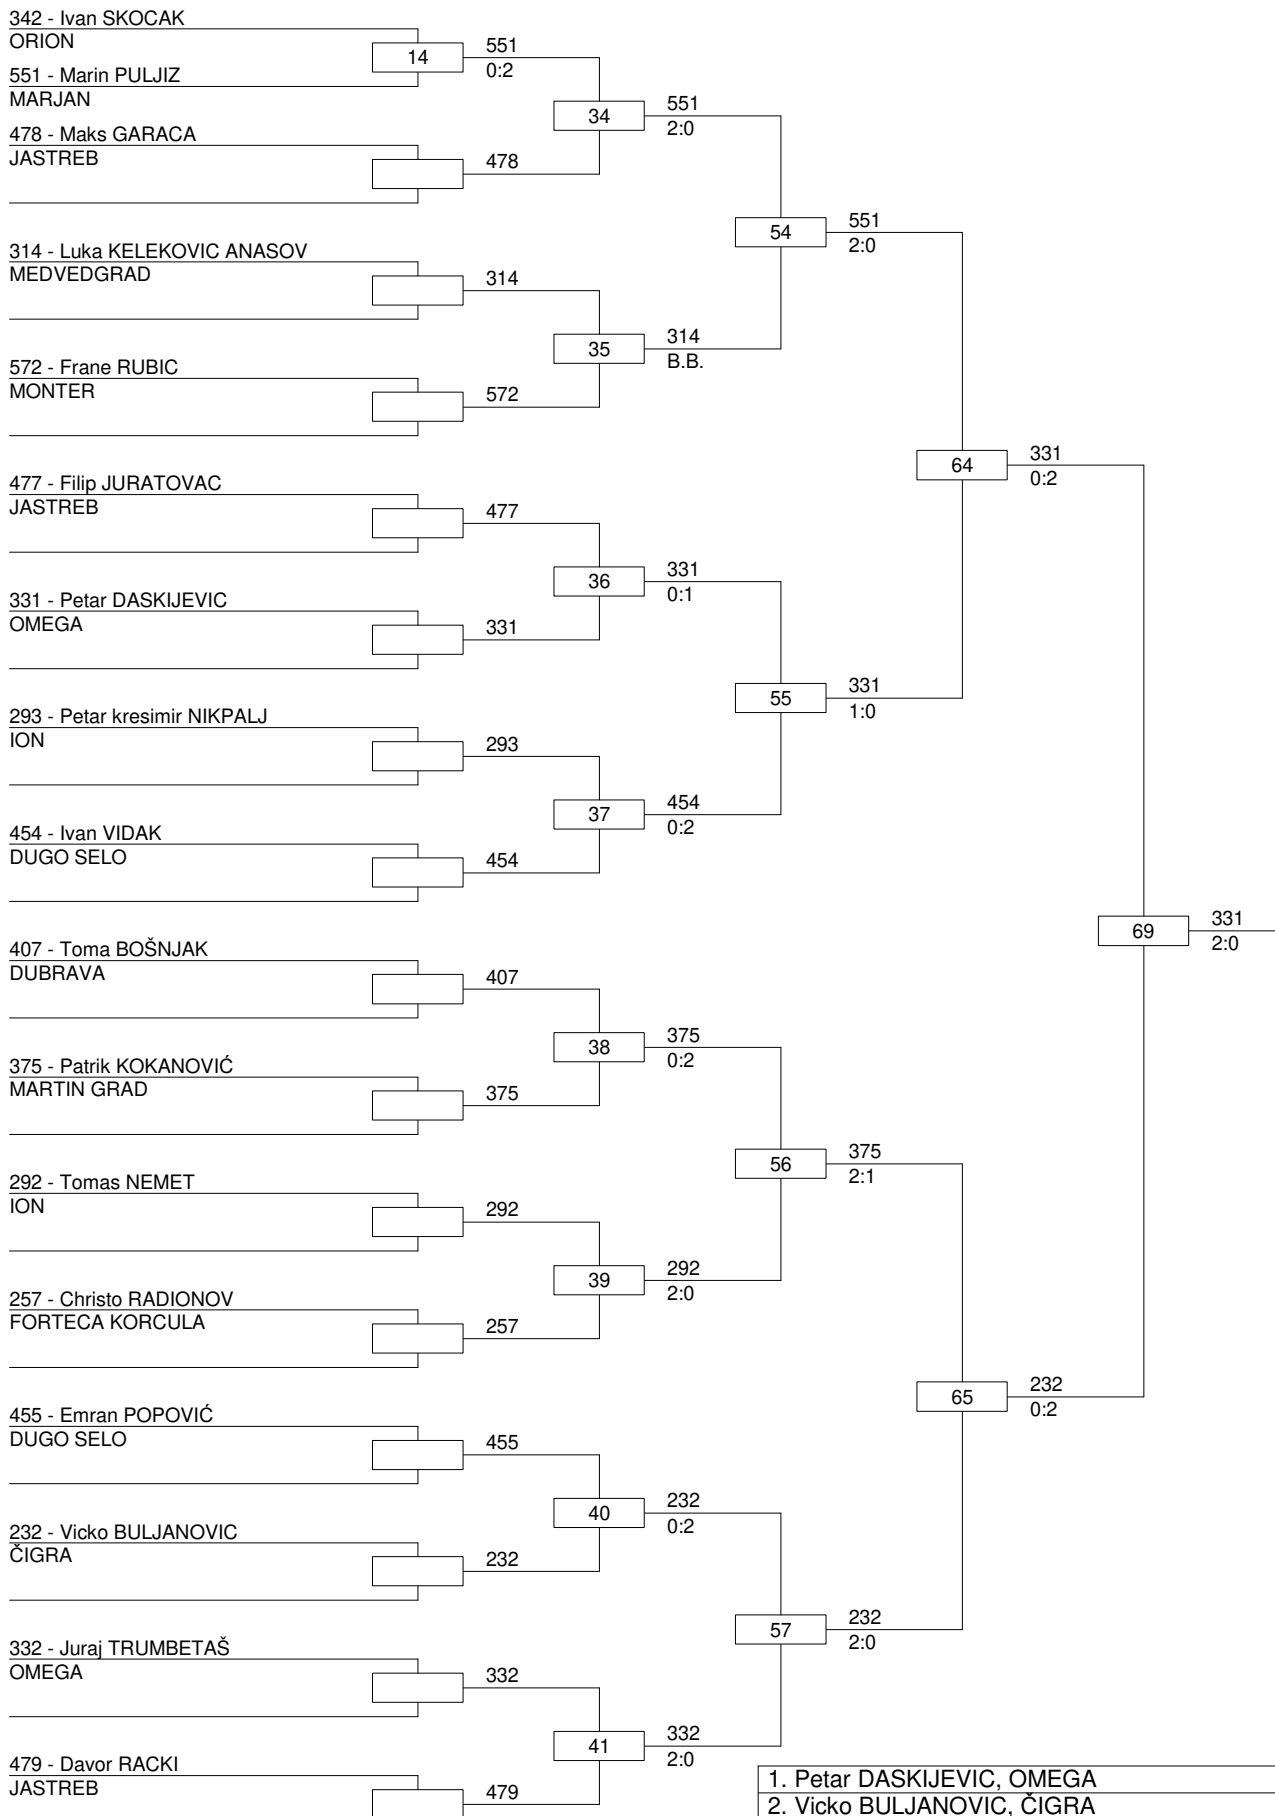 342 - Ivan SKOCAK
ORION
14
551
0:2
551 - Marin PULJIZ
MARJAN
34
551
2:0
478 - Maks GARACA
JASTREB
478
54
551
2:0
314 - Luka KELEKOVIC ANASOV
MEDVEDGRAD
314
35
314
B.B.
572 - Frane RUBIC
MONTER
572
64
331
0:2
477 - Filip JURATOVAC
JASTREB
477
36
331
0:1
331 - Petar DASKIJEVIC
OMEGA
331
55
331
1:0
293 - Petar kresimir NIKPALJ
ION
293
37
454
0:2
454 - Ivan VIDAK
DUGO SELO
454
69
331
2:0
407 - Toma BOŠNJAK
DUBRAVA
407
38
375
0:2
375 - Patrik KOKANOVIĆ
MARTIN GRAD
375
56
375
2:1
292 - Tomas NEMET
ION
292
39
292
2:0
257 - Christo RADIONOV
FORTECA KORCULA
257
65
232
0:2
455 - Emran POPOVIĆ
DUGO SELO
455
40
232
0:2
232 - Vicko BULJANOVIC
ČIGRA
232
57
232
2:0
332 - Juraj TRUMBETAŠ
OMEGA
332
41
332
2:0
479 - Davor RACKI
JASTREB
479
1. Petar DASKIJEVIC, OMEGA
2. Vicko BULJANOVIC, ČIGRA